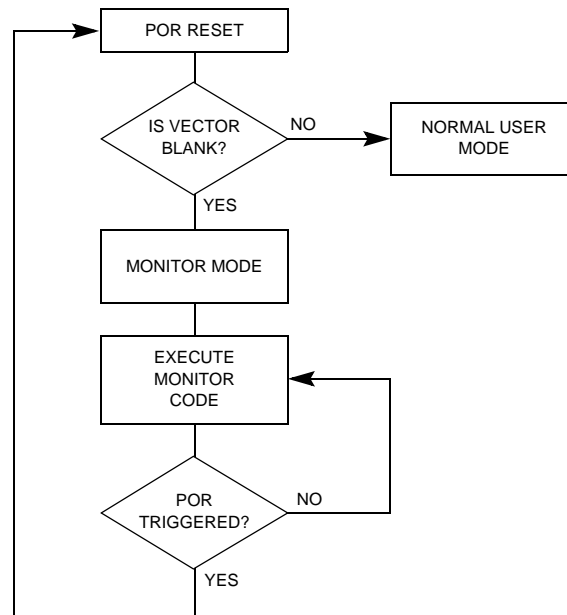 POR RESET
IS VECTOR
BLANK?
NO
NORMAL USER
MODE
YES
MONITOR MODE
EXECUTE
MONITOR
CODE
POR
TRIGGERED?
NO
YES